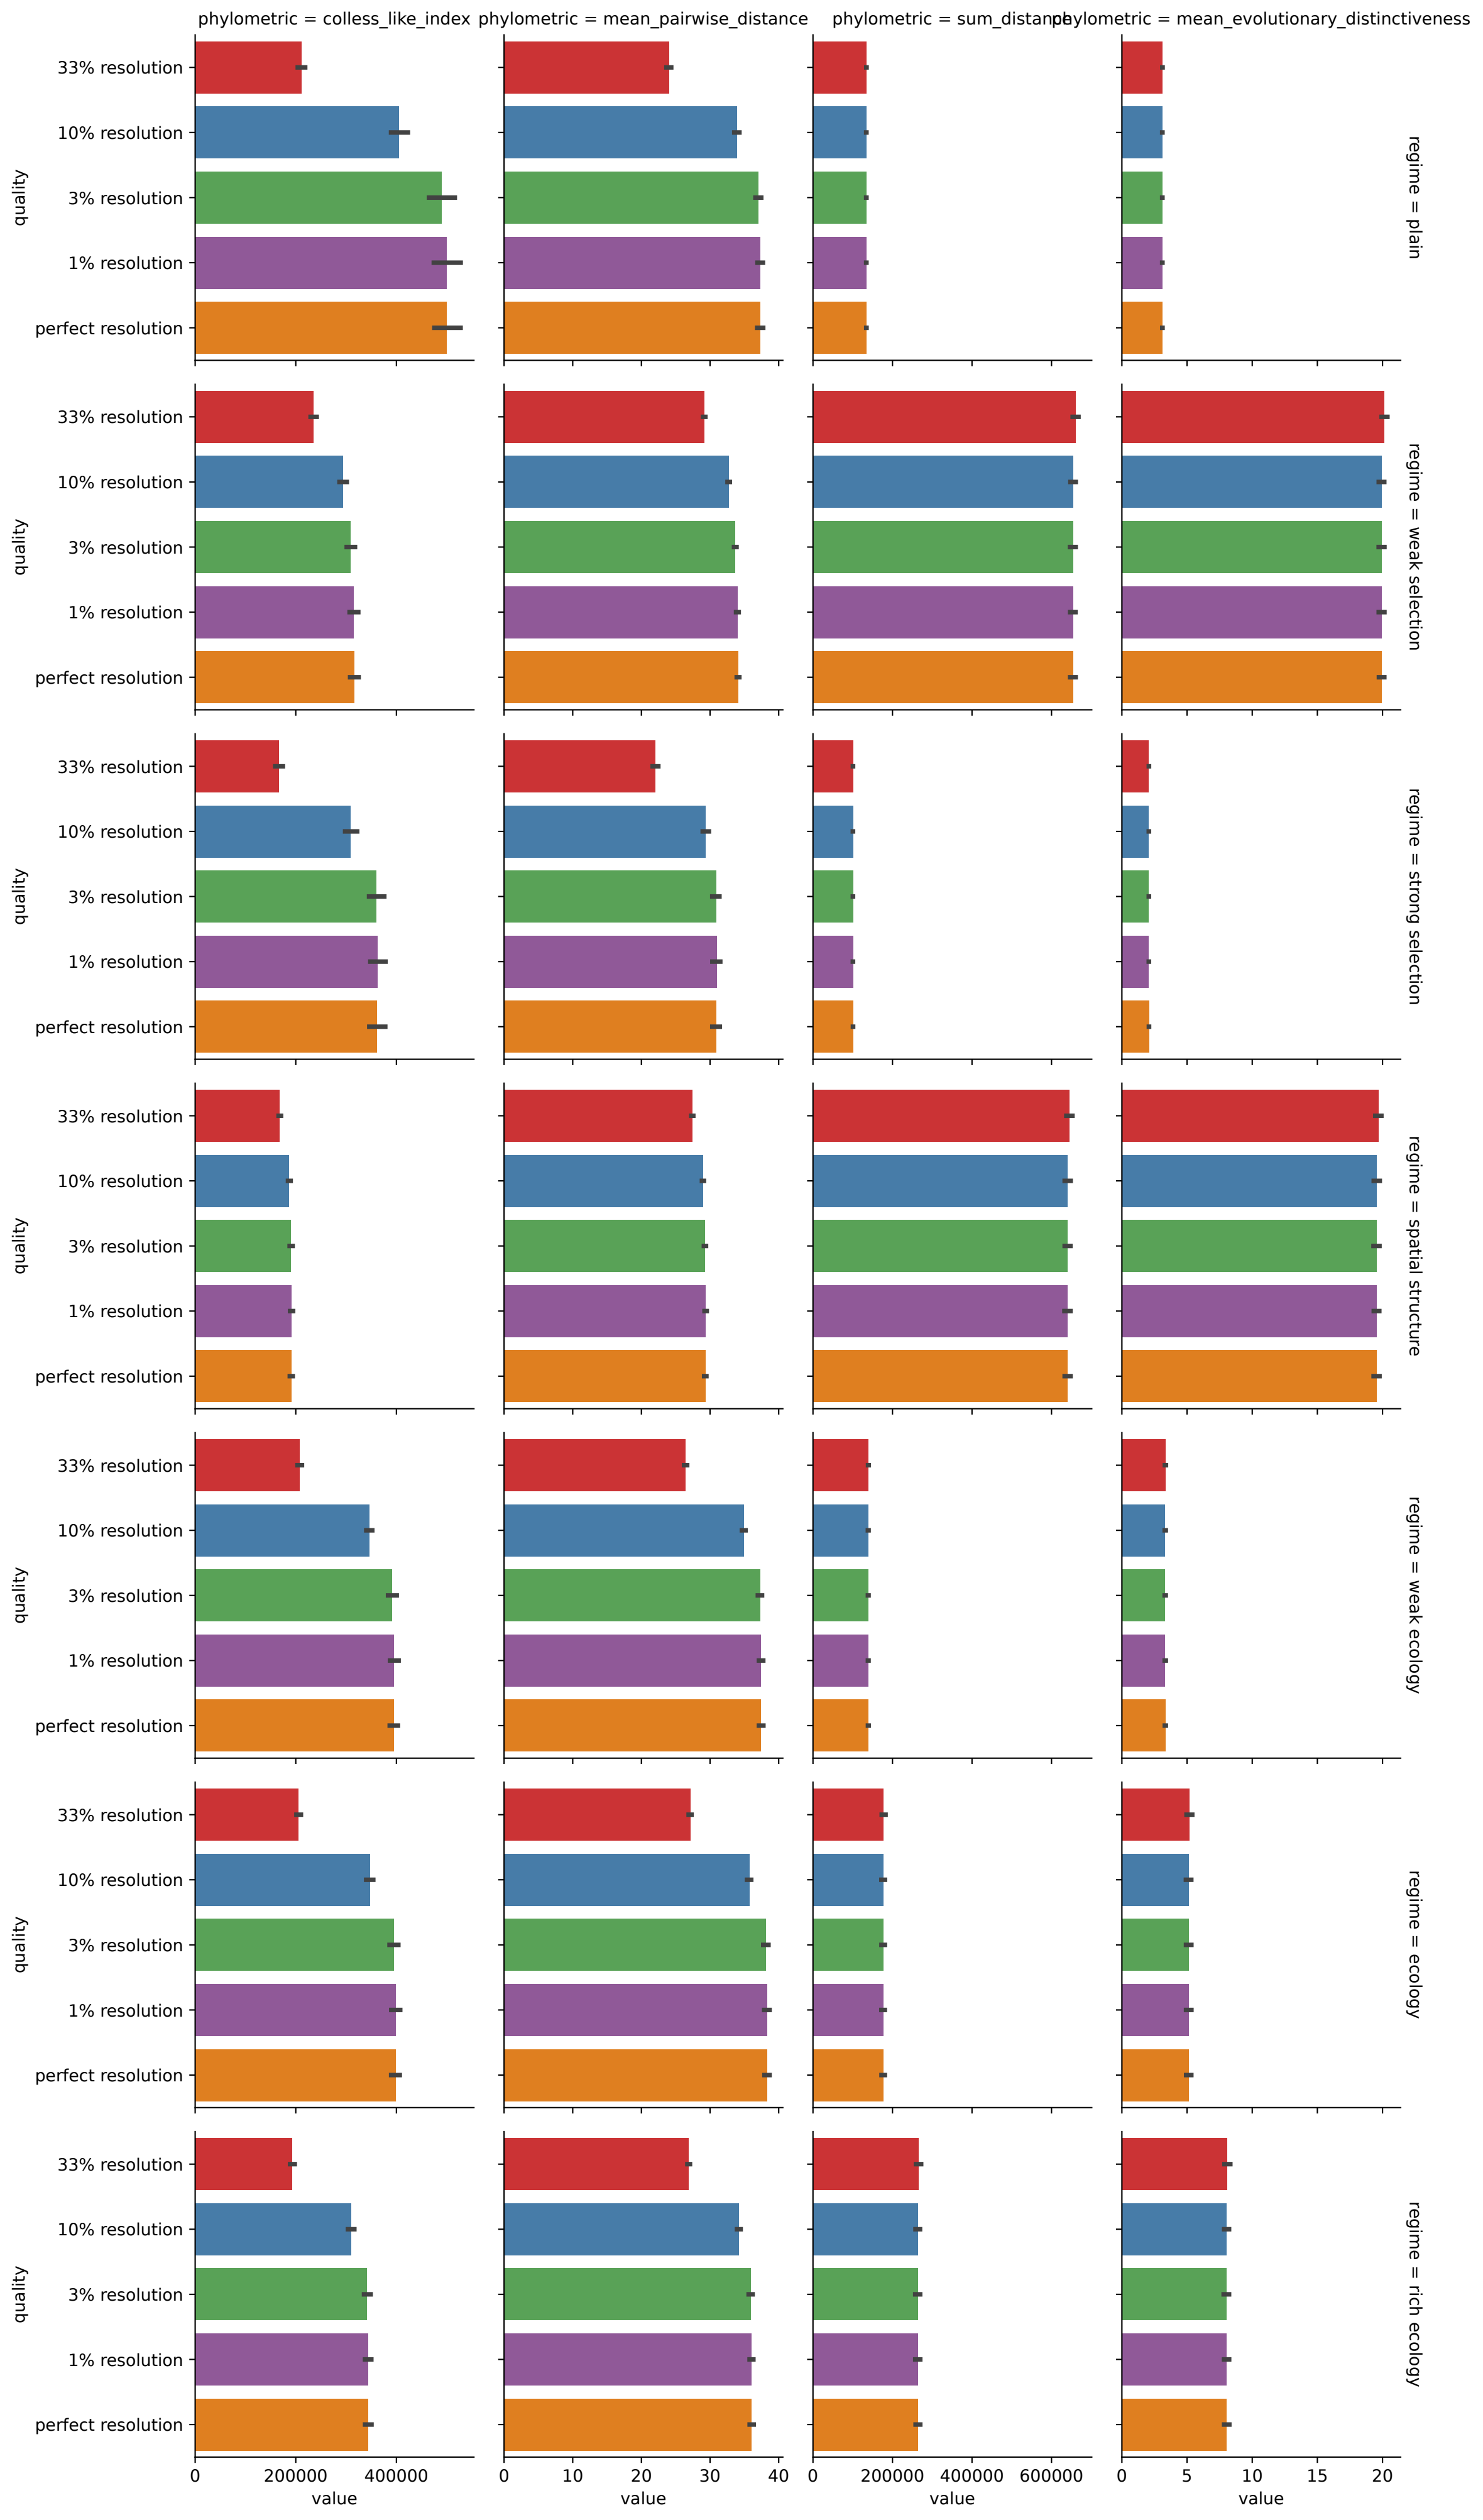 phylometric = colless_like_index
phylometric = mean_pairwise_distance
phylometric = sum_distance
phylometric = mean_evolutionary_distinctiveness
quality
33% resolution
10% resolution
3% resolution
1% resolution
perfect resolution
regime = plain
quality
33% resolution
10% resolution
3% resolution
1% resolution
perfect resolution
regime = weak selection
quality
33% resolution
10% resolution
3% resolution
1% resolution
perfect resolution
regime = strong selection
quality
33% resolution
10% resolution
3% resolution
1% resolution
perfect resolution
regime = spatial structure
quality
33% resolution
10% resolution
3% resolution
1% resolution
perfect resolution
regime = weak ecology
quality
33% resolution
10% resolution
3% resolution
1% resolution
perfect resolution
regime = ecology
quality
33% resolution
10% resolution
3% resolution
1% resolution
perfect resolution
regime = rich ecology
0 200000 400000
0 10 20 30 40
0 200000 400000 600000
0 5 10 15 20
value
value
value
value